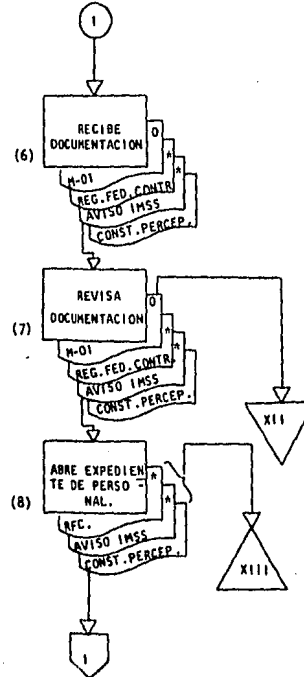 1
RECIBE
DOCUMENTACION
O
(6)
M-01
*
REG.FED.CONTR.
*
AVISO IMSS
CONST.PERCEP.
REVISA
DOCUMENTACION
O
(7)
M-01
*
REG.FED.CONTR.
*
AVISO IMSS
CONST.PERCEP.
XII
ABRE EXPEDIEN
TE DE PERSO -
NAL.
*
(8)
RFC.
*
AVISO IMSS
CONST.PERCEP.
XIII
1